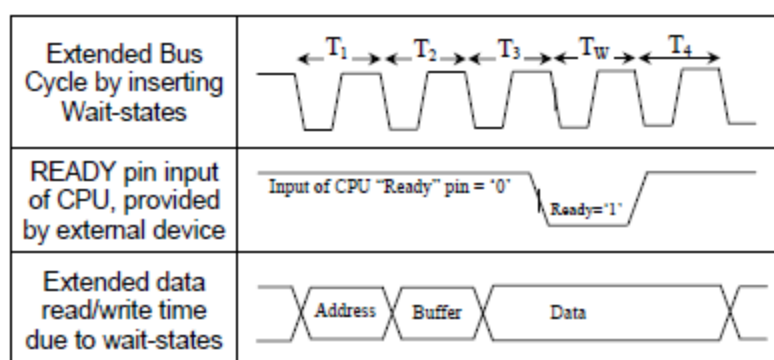 Extended Bus
Cycle by inserting
Wait-states
T1 T2 T3 TW T4
READY pin input
of CPU, provided
by external device
Input of CPU “Ready” pin = ‘0’
Ready=‘1’
Extended data
read/write time
due to wait-states
Address Buffer Data